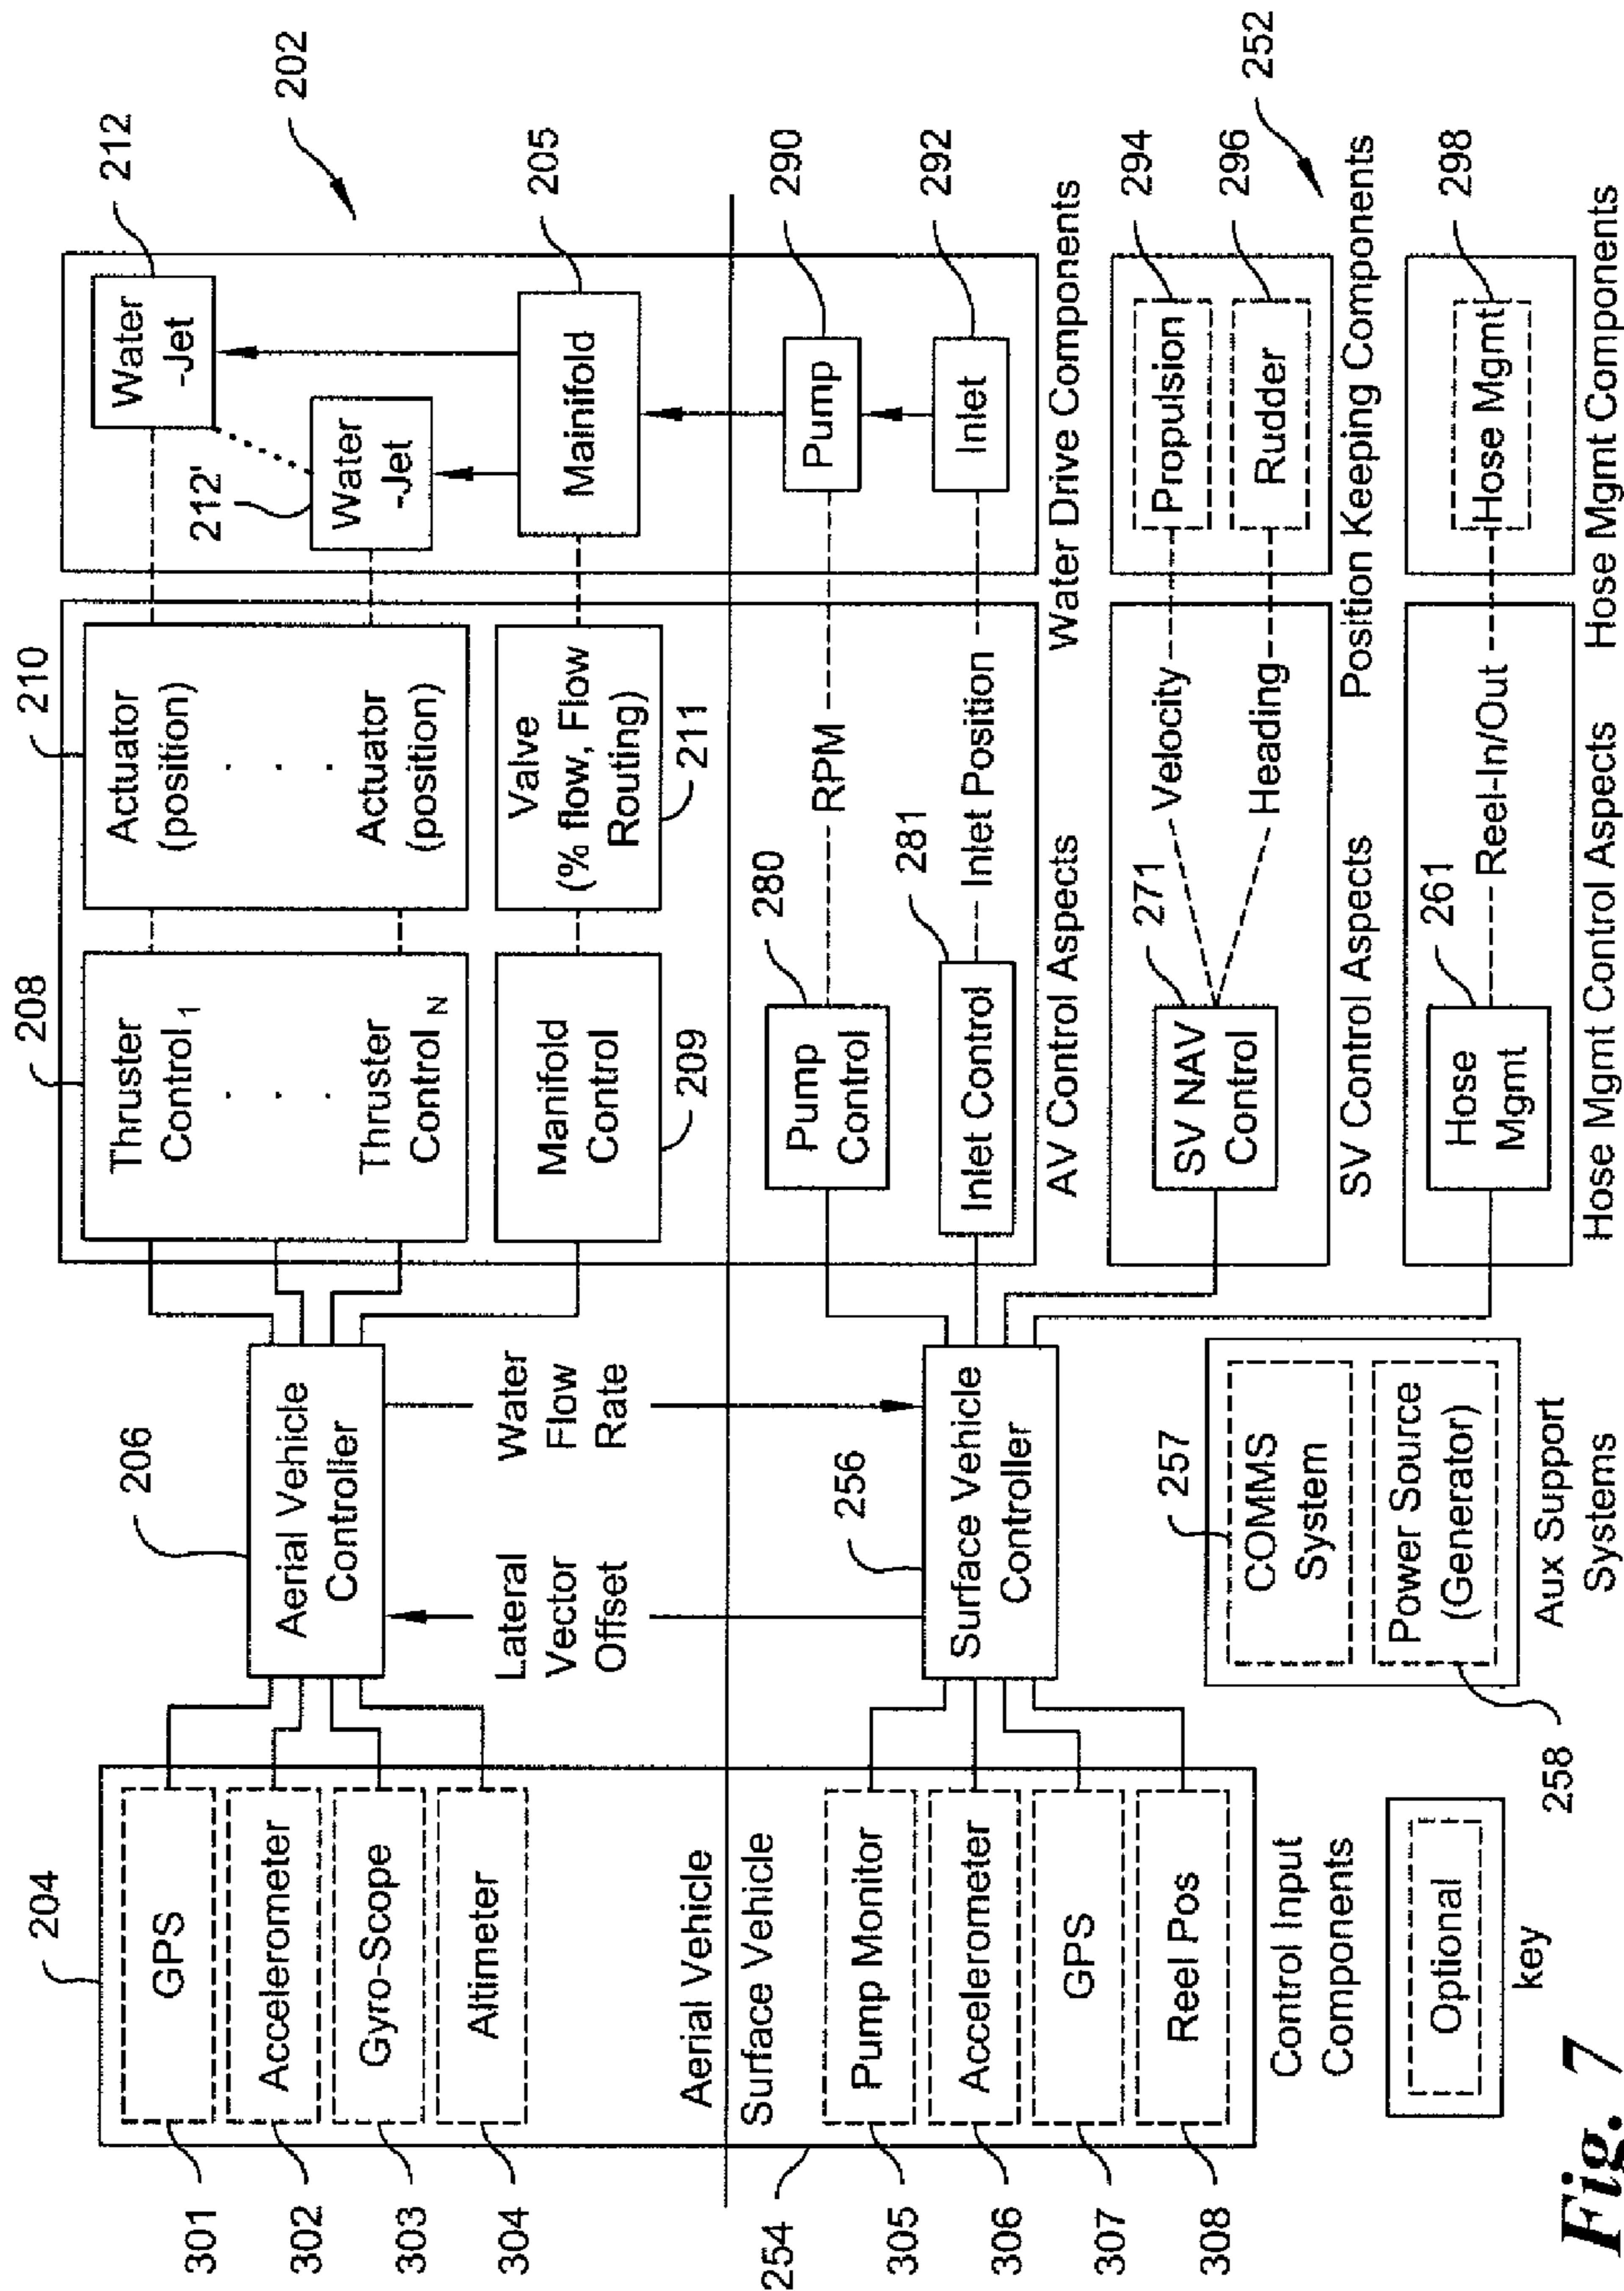 204
GPS
Accelerometer
Gyro-Scope
Altimeter
301
302
303
304
Aerial Vehicle
Surface Vehicle
254
Pump Monitor
Accelerometer
GPS
Reel Pos
305
306
307
308
Control Input
Components
Optional
key
206
Aerial Vehicle
Controller
Lateral
Vector
Offset
Water
Flow
Rate
256
Surface Vehicle
Controller
257
COMMS
System
Power Source
(Generator)
258
Aux Support
Systems
208
Thruster
Control 1
. . .
Thruster
Control N
210
Actuator
(position)
. . .
Actuator
(position)
Manifold
Control
209
Valve
(% flow, Flow
Routing)
211
280
Pump
Control
RPM
281
Inlet Control
Inlet Position
AV Control Aspects
271
SV NAV
Control
Velocity
Heading
SV Control Aspects
261
Hose
Mgmt
Reel-In/Out
Hose Mgmt Control Aspects
212
Water
-Jet
212'
Water
-Jet
202
205
Manifold
290
Pump
292
Inlet
Water Drive Components
294
Propulsion
296
Rudder
252
Position Keeping Components
298
Hose Mgmt
Hose Mgmt Components
Fig. 7